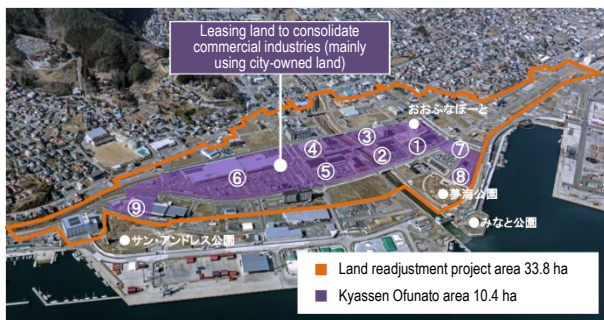 Leasing land to consolidate
commercial industries (mainly
using city-owned land)
おおふなぽーと
③
①
④
②
⑦
⑤
⑧
⑥
夢海公園
⑨
みなと公園
サン・アンドレス公園
Land readjustment project area 33.8 ha
Kyassen Ofunato area 10.4 ha